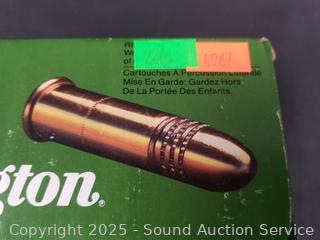 4267
Cartouches À Percussion Latérale
Mise En Garde: Gardez Hors
De La Portée Des Enfants.
gton.
Copyright 2025 - Sound Auction Service